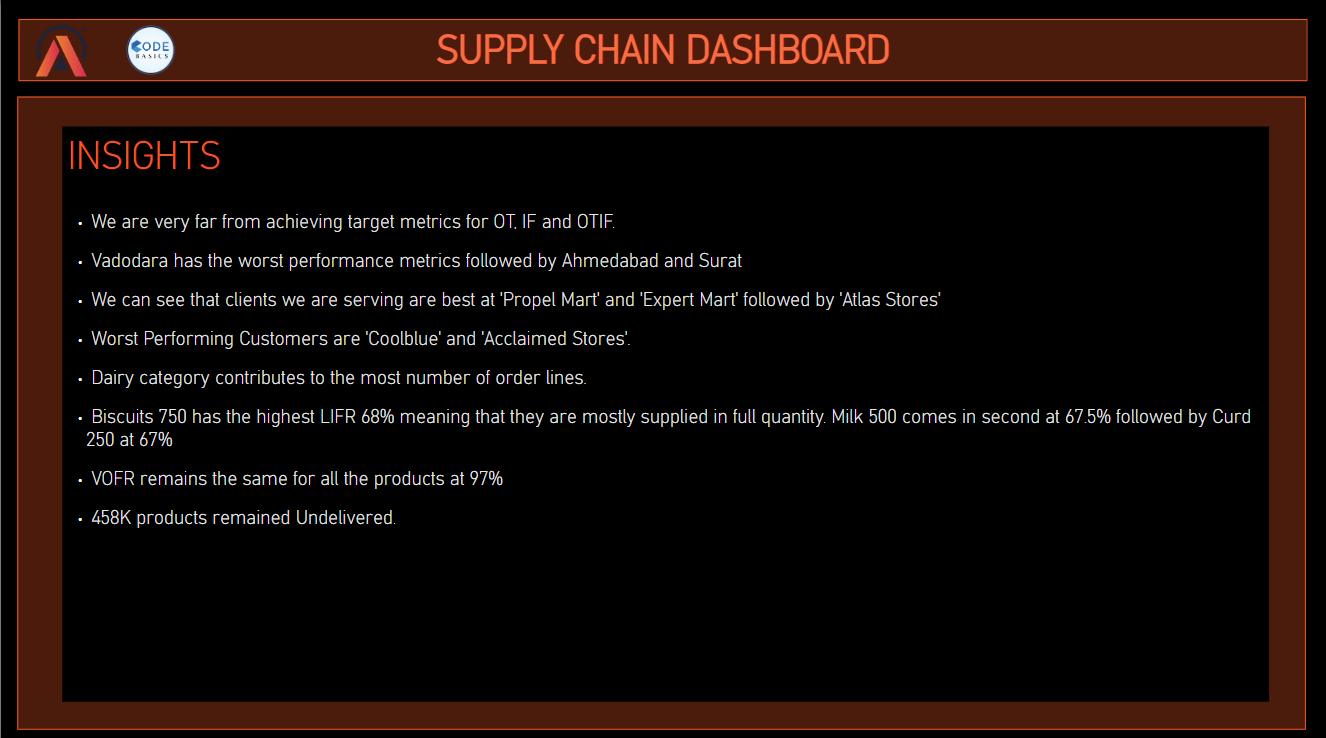 CODE
BASICS
SUPPLY CHAIN DASHBOARD
INSIGHTS
• We are very far from achieving target metrics for OT, IF and OTIF.
• Vadodara has the worst performance metrics followed by Ahmedabad and Surat
• We can see that clients we are serving are best at 'Propel Mart' and 'Expert Mart' followed by 'Atlas Stores'
• Worst Performing Customers are 'Coolblue' and 'Acclaimed Stores'.
• Dairy category contributes to the most number of order lines.
• Biscuits 750 has the highest LIFR 68% meaning that they are mostly supplied in full quantity. Milk 500 comes in second at 67.5% followed by Curd
250 at 67%
• VOFR remains the same for all the products at 97%
• 458K products remained Undelivered.